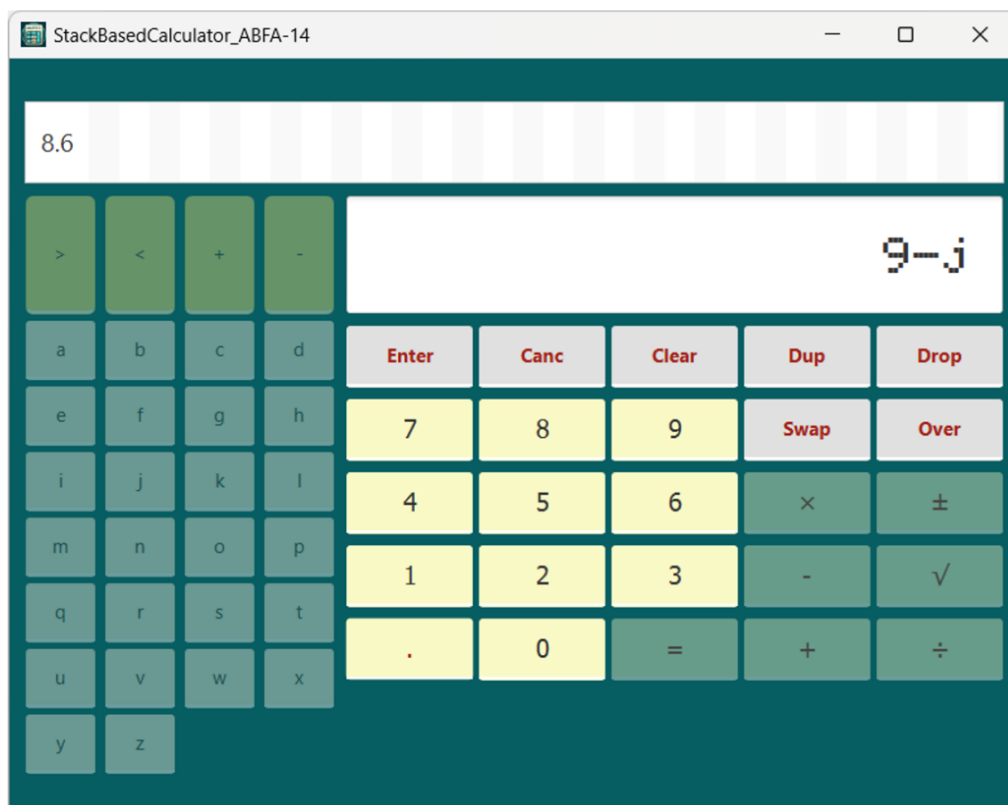 StackBasedCalculator_ABFA-14
8.6
9-j
> < + -
a b c d
e f g h
i j k l
m n o p
q r s t
u v w x
y z
Enter Canc Clear Dup Drop
7 8 9 Swap Over
4 5 6 × ±
1 2 3 - √
. 0 = + ÷